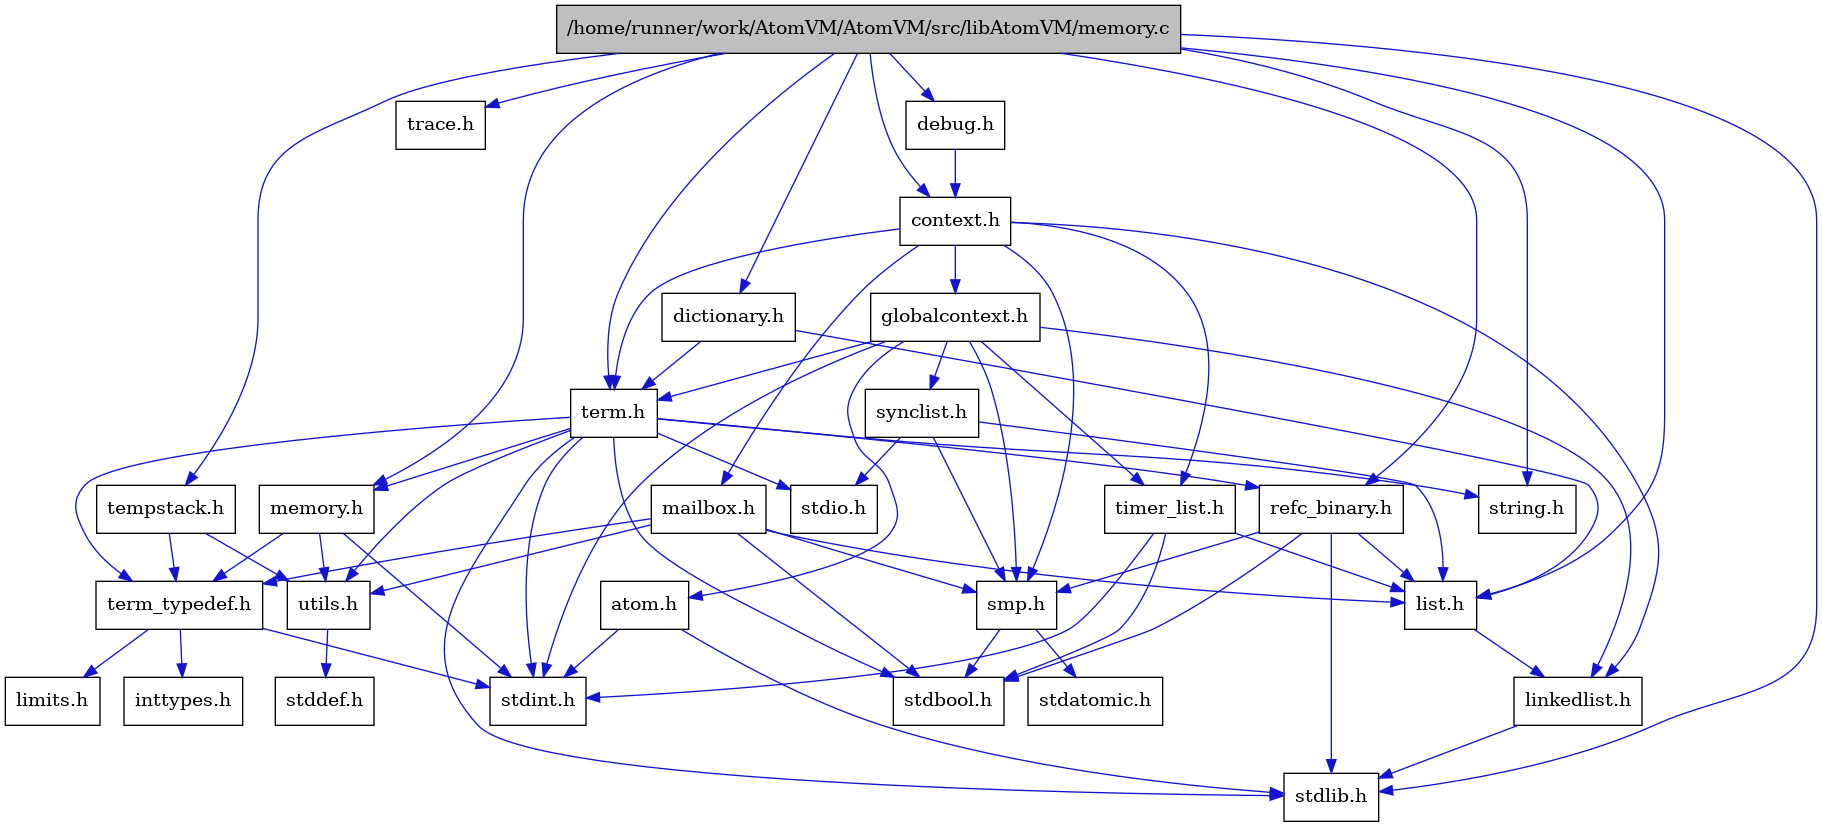 /home/runner/work/AtomVM/AtomVM/src/libAtomVM/memory.c
trace.h
debug.h
context.h
dictionary.h
globalcontext.h
term.h
synclist.h
tempstack.h
memory.h
mailbox.h
stdio.h
timer_list.h
refc_binary.h
string.h
term_typedef.h
utils.h
atom.h
smp.h
list.h
limits.h
inttypes.h
stddef.h
stdint.h
stdbool.h
stdatomic.h
linkedlist.h
stdlib.h